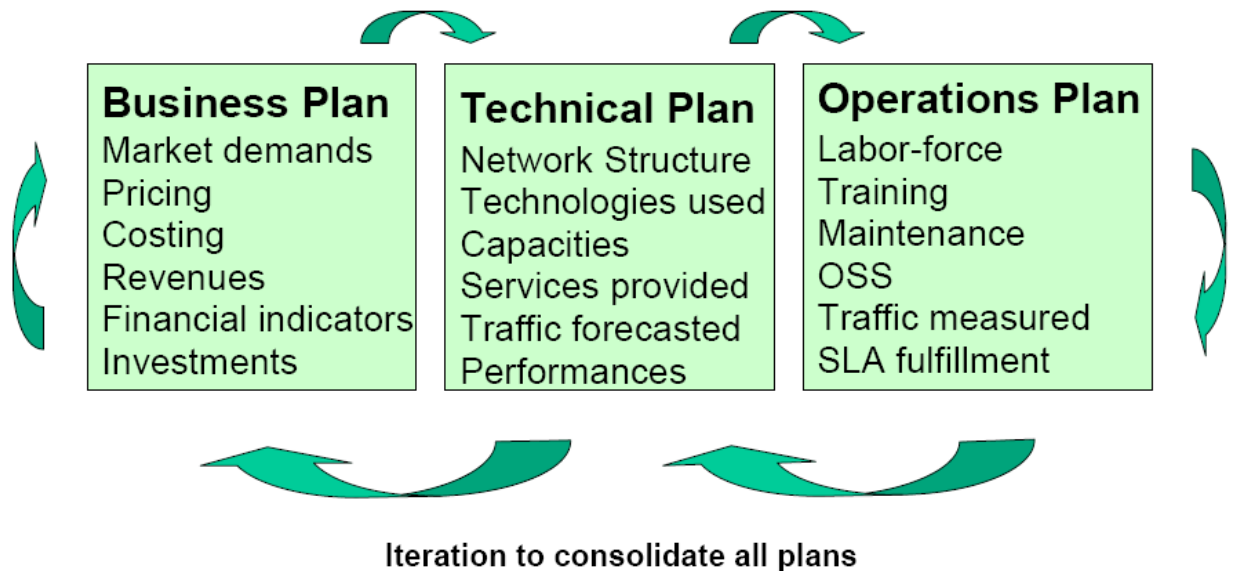 Business Plan
Market demands
Pricing
Costing
Revenues
Financial indicators
Investments
Technical Plan
Network Structure
Technologies used
Capacities
Services provided
Traffic forecasted
Performances
Operations Plan
Labor-force
Training
Maintenance
OSS
Traffic measured
SLA fulfillment
Iteration to consolidate all plans